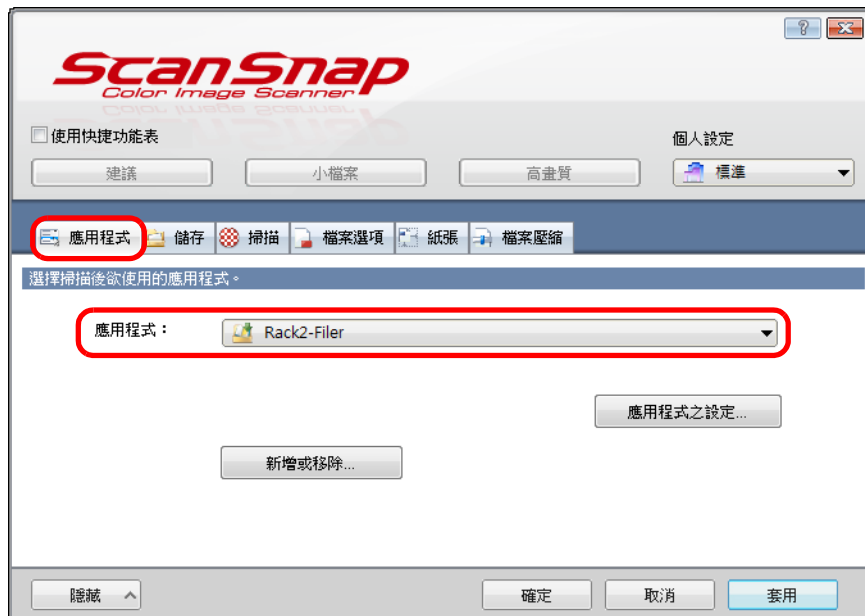 ScanSnap
Color Image Scanner
使用快捷功能表
個人設定
建議 小檔案 高畫質 標準
應用程式 儲存 掃描 檔案選項 紙張 檔案壓縮
選擇掃描後欲使用的應用程式。
應用程式： Rack2-Filer
應用程式之設定...
新增或移除...
隱藏 確定 取消 套用